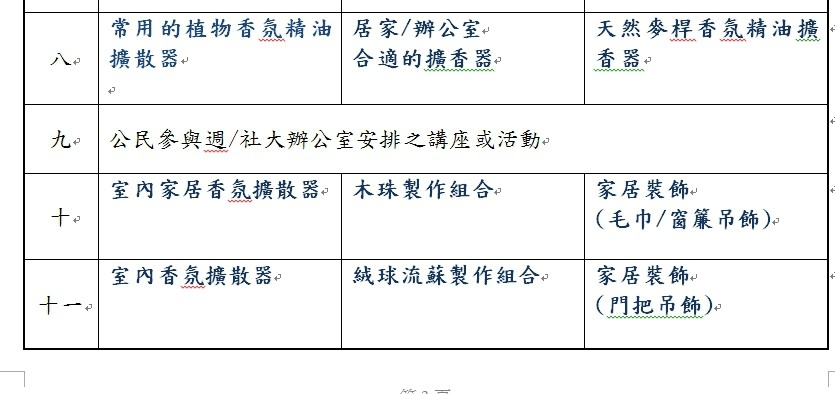 八
常用的植物香氛精油
擴散器
居家/辦公室
合適的擴香器
天然麥桿香氛精油擴
香器
九
公民參與週/社大辦公室安排之講座或活動
十
室內家居香氛擴散器
木珠製作組合
家居裝飾
(毛巾/窗簾吊飾)
十一
室內香氛擴散器
絨球流蘇製作組合
家居裝飾
(門把吊飾)